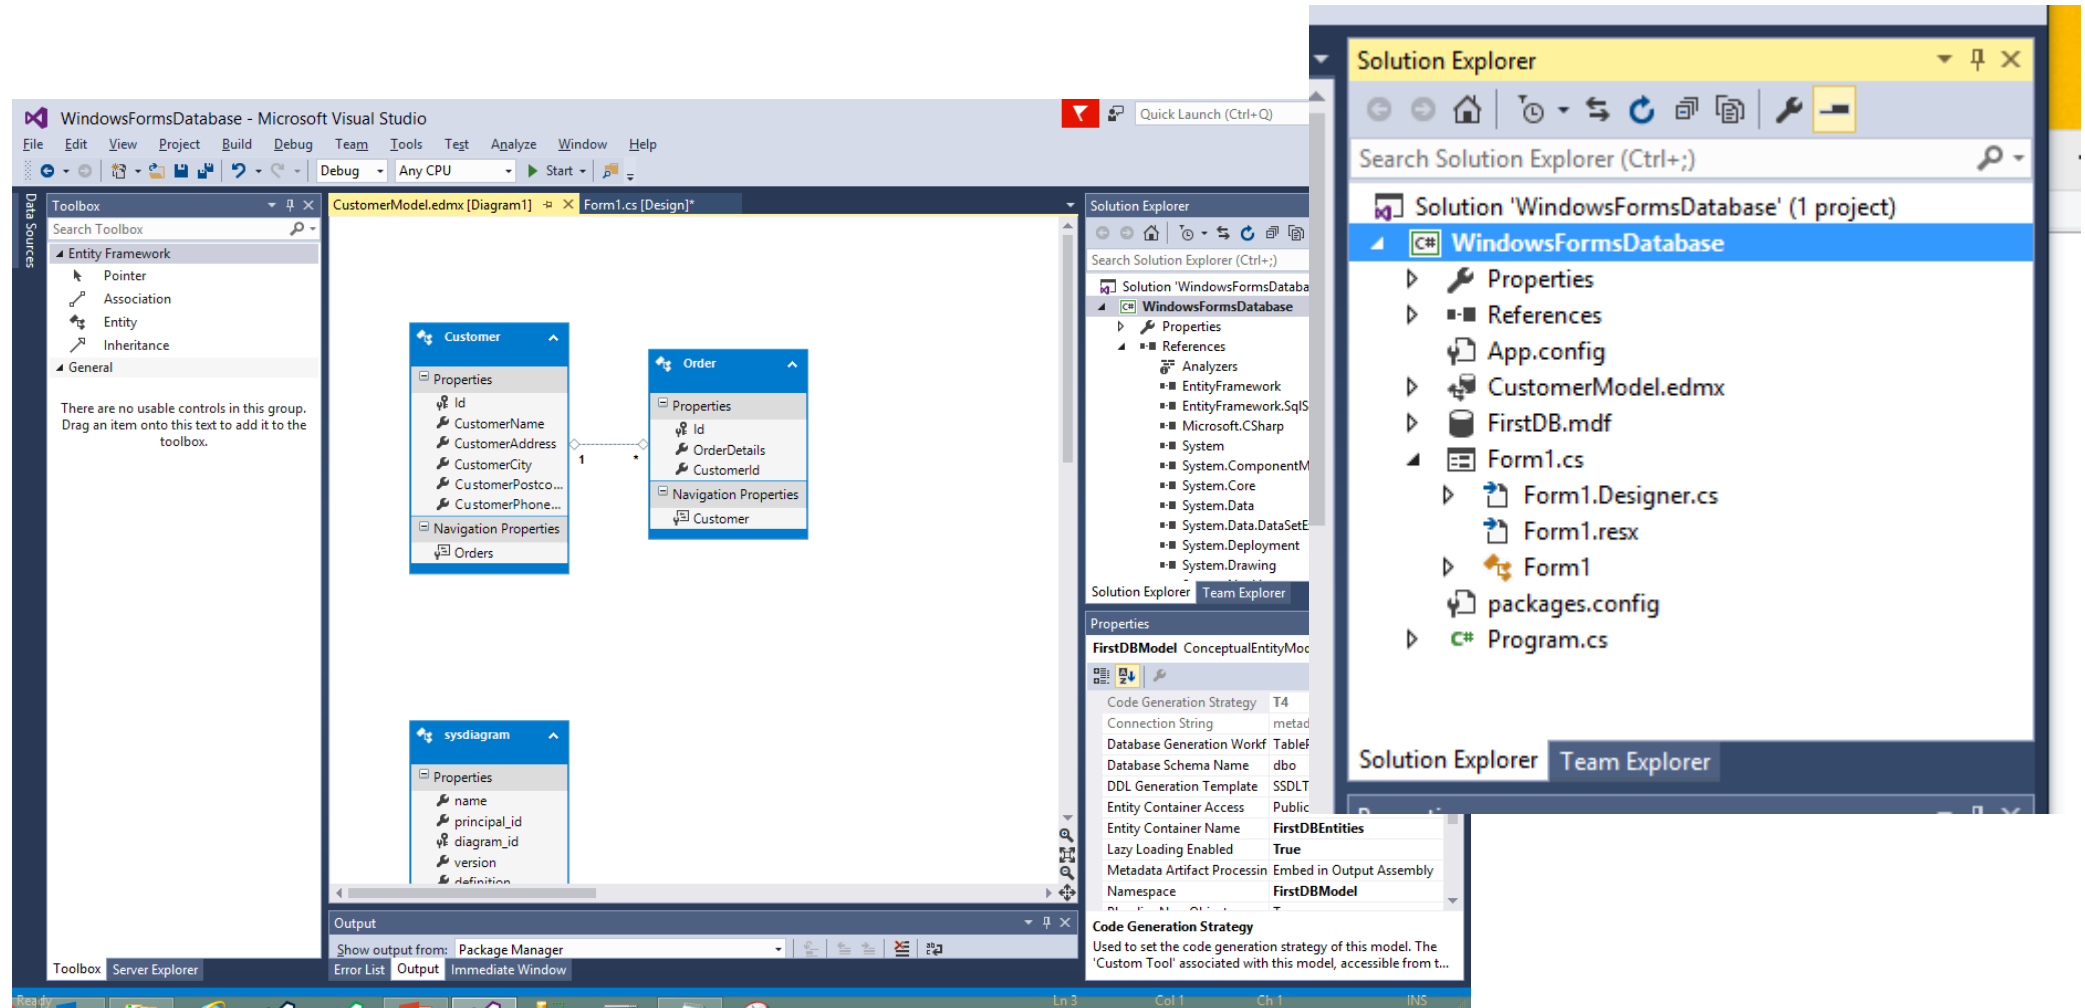 WindowsFormsDatabase - Microsoft Visual Studio
Quick Launch (Ctrl+Q)
File Edit View Project Build Debug Team Tools Test Analyze Window Help
Debug Any CPU Start
Data Sources
Toolbox
Search Toolbox
Entity Framework
Pointer
Association
Entity
Inheritance
General
There are no usable controls in this group.
Drag an item onto this text to add it to the
toolbox.
Toolbox Server Explorer
CustomerModel.edmx [Diagram1] Form1.cs [Design]*
Customer
Properties
Id
CustomerName
CustomerAddress
CustomerCity
CustomerPostco...
CustomerPhone...
Navigation Properties
Orders
1 *
Order
Properties
Id
OrderDetails
CustomerId
Navigation Properties
Customer
sysdiagram
Properties
name
principal_id
diagram_id
version
definition
Output
Show output from: Package Manager
Error List Output Immediate Window
Solution Explorer
Search Solution Explorer (Ctrl+;)
Solution 'WindowsFormsDataba
WindowsFormsDatabase
Properties
References
Analyzers
EntityFramework
EntityFramework.SqlS
Microsoft.CSharp
System
System.ComponentM
System.Core
System.Data
System.Data.DataSetE
System.Deployment
System.Drawing
Solution Explorer Team Explorer
Properties
FirstDBModel ConceptualEntityMod
Code Generation Strategy T4
Connection String metad
Database Generation Workf TableP
Database Schema Name dbo
DDL Generation Template SSDLT
Entity Container Access Public
Entity Container Name FirstDBEntities
Lazy Loading Enabled True
Metadata Artifact Processin Embed in Output Assembly
Namespace FirstDBModel
Code Generation Strategy
Used to set the code generation strategy of this model. The
'Custom Tool' associated with this model, accessible from t...
Ready Ln 3 Col 1 Ch 1 INS
Solution Explorer
Search Solution Explorer (Ctrl+;)
Solution 'WindowsFormsDatabase' (1 project)
C# WindowsFormsDatabase
Properties
References
App.config
CustomerModel.edmx
FirstDB.mdf
Form1.cs
Form1.Designer.cs
Form1.resx
Form1
packages.config
C# Program.cs
Solution Explorer Team Explorer